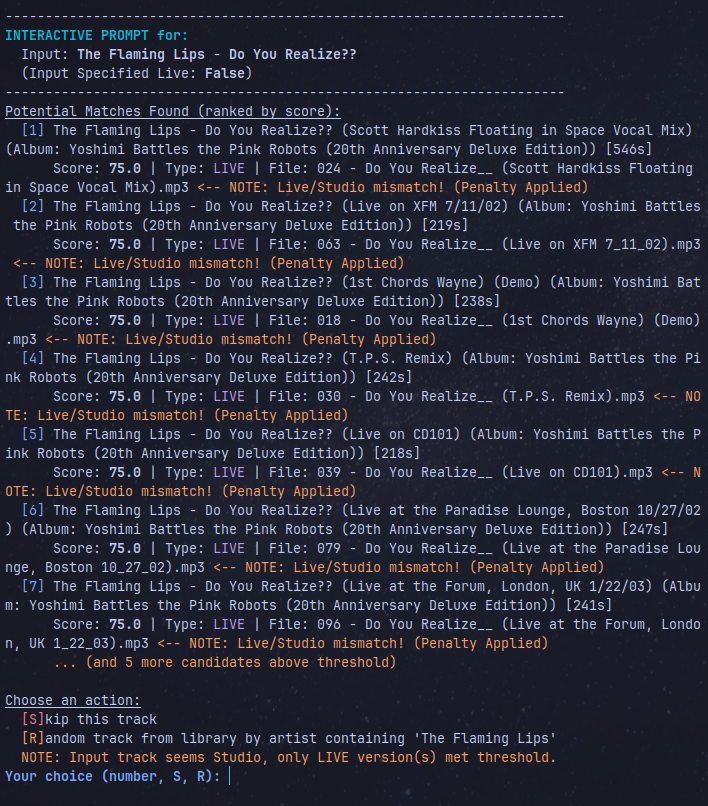 ---------------------------------------------------------------------
INTERACTIVE PROMPT for:
  Input: The Flaming Lips - Do You Realize??
  (Input Specified Live: False)
---------------------------------------------------------------------
Potential Matches Found (ranked by score):
  [1] The Flaming Lips - Do You Realize?? (Scott Hardkiss Floating in Space Vocal Mix)
(Album: Yoshimi Battles the Pink Robots (20th Anniversary Deluxe Edition)) [546s]
      Score: 75.0 | Type: LIVE | File: 024 - Do You Realize__ (Scott Hardkiss Floating
in Space Vocal Mix).mp3 <-- NOTE: Live/Studio mismatch! (Penalty Applied)
  [2] The Flaming Lips - Do You Realize?? (Live on XFM 7/11/02) (Album: Yoshimi Battles
 the Pink Robots (20th Anniversary Deluxe Edition)) [219s]
      Score: 75.0 | Type: LIVE | File: 063 - Do You Realize__ (Live on XFM 7_11_02).mp3
 <-- NOTE: Live/Studio mismatch! (Penalty Applied)
  [3] The Flaming Lips - Do You Realize?? (1st Chords Wayne) (Demo) (Album: Yoshimi Bat
tles the Pink Robots (20th Anniversary Deluxe Edition)) [238s]
      Score: 75.0 | Type: LIVE | File: 018 - Do You Realize__ (1st Chords Wayne) (Demo)
.mp3 <-- NOTE: Live/Studio mismatch! (Penalty Applied)
  [4] The Flaming Lips - Do You Realize?? (T.P.S. Remix) (Album: Yoshimi Battles the Pi
nk Robots (20th Anniversary Deluxe Edition)) [242s]
      Score: 75.0 | Type: LIVE | File: 030 - Do You Realize__ (T.P.S. Remix).mp3 <-- NO
TE: Live/Studio mismatch! (Penalty Applied)
  [5] The Flaming Lips - Do You Realize?? (Live on CD101) (Album: Yoshimi Battles the P
ink Robots (20th Anniversary Deluxe Edition)) [218s]
      Score: 75.0 | Type: LIVE | File: 039 - Do You Realize__ (Live on CD101).mp3 <-- N
OTE: Live/Studio mismatch! (Penalty Applied)
  [6] The Flaming Lips - Do You Realize?? (Live at the Paradise Lounge, Boston 10/27/02
) (Album: Yoshimi Battles the Pink Robots (20th Anniversary Deluxe Edition)) [247s]
      Score: 75.0 | Type: LIVE | File: 079 - Do You Realize__ (Live at the Paradise Lou
nge, Boston 10_27_02).mp3 <-- NOTE: Live/Studio mismatch! (Penalty Applied)
  [7] The Flaming Lips - Do You Realize?? (Live at the Forum, London, UK 1/22/03) (Albu
m: Yoshimi Battles the Pink Robots (20th Anniversary Deluxe Edition)) [241s]
      Score: 75.0 | Type: LIVE | File: 096 - Do You Realize__ (Live at the Forum, Londo
n, UK 1_22_03).mp3 <-- NOTE: Live/Studio mismatch! (Penalty Applied)
      ... (and 5 more candidates above threshold)

Choose an action:
  [S]kip this track
  [R]andom track from library by artist containing 'The Flaming Lips'
  NOTE: Input track seems Studio, only LIVE version(s) met threshold.
Your choice (number, S, R):